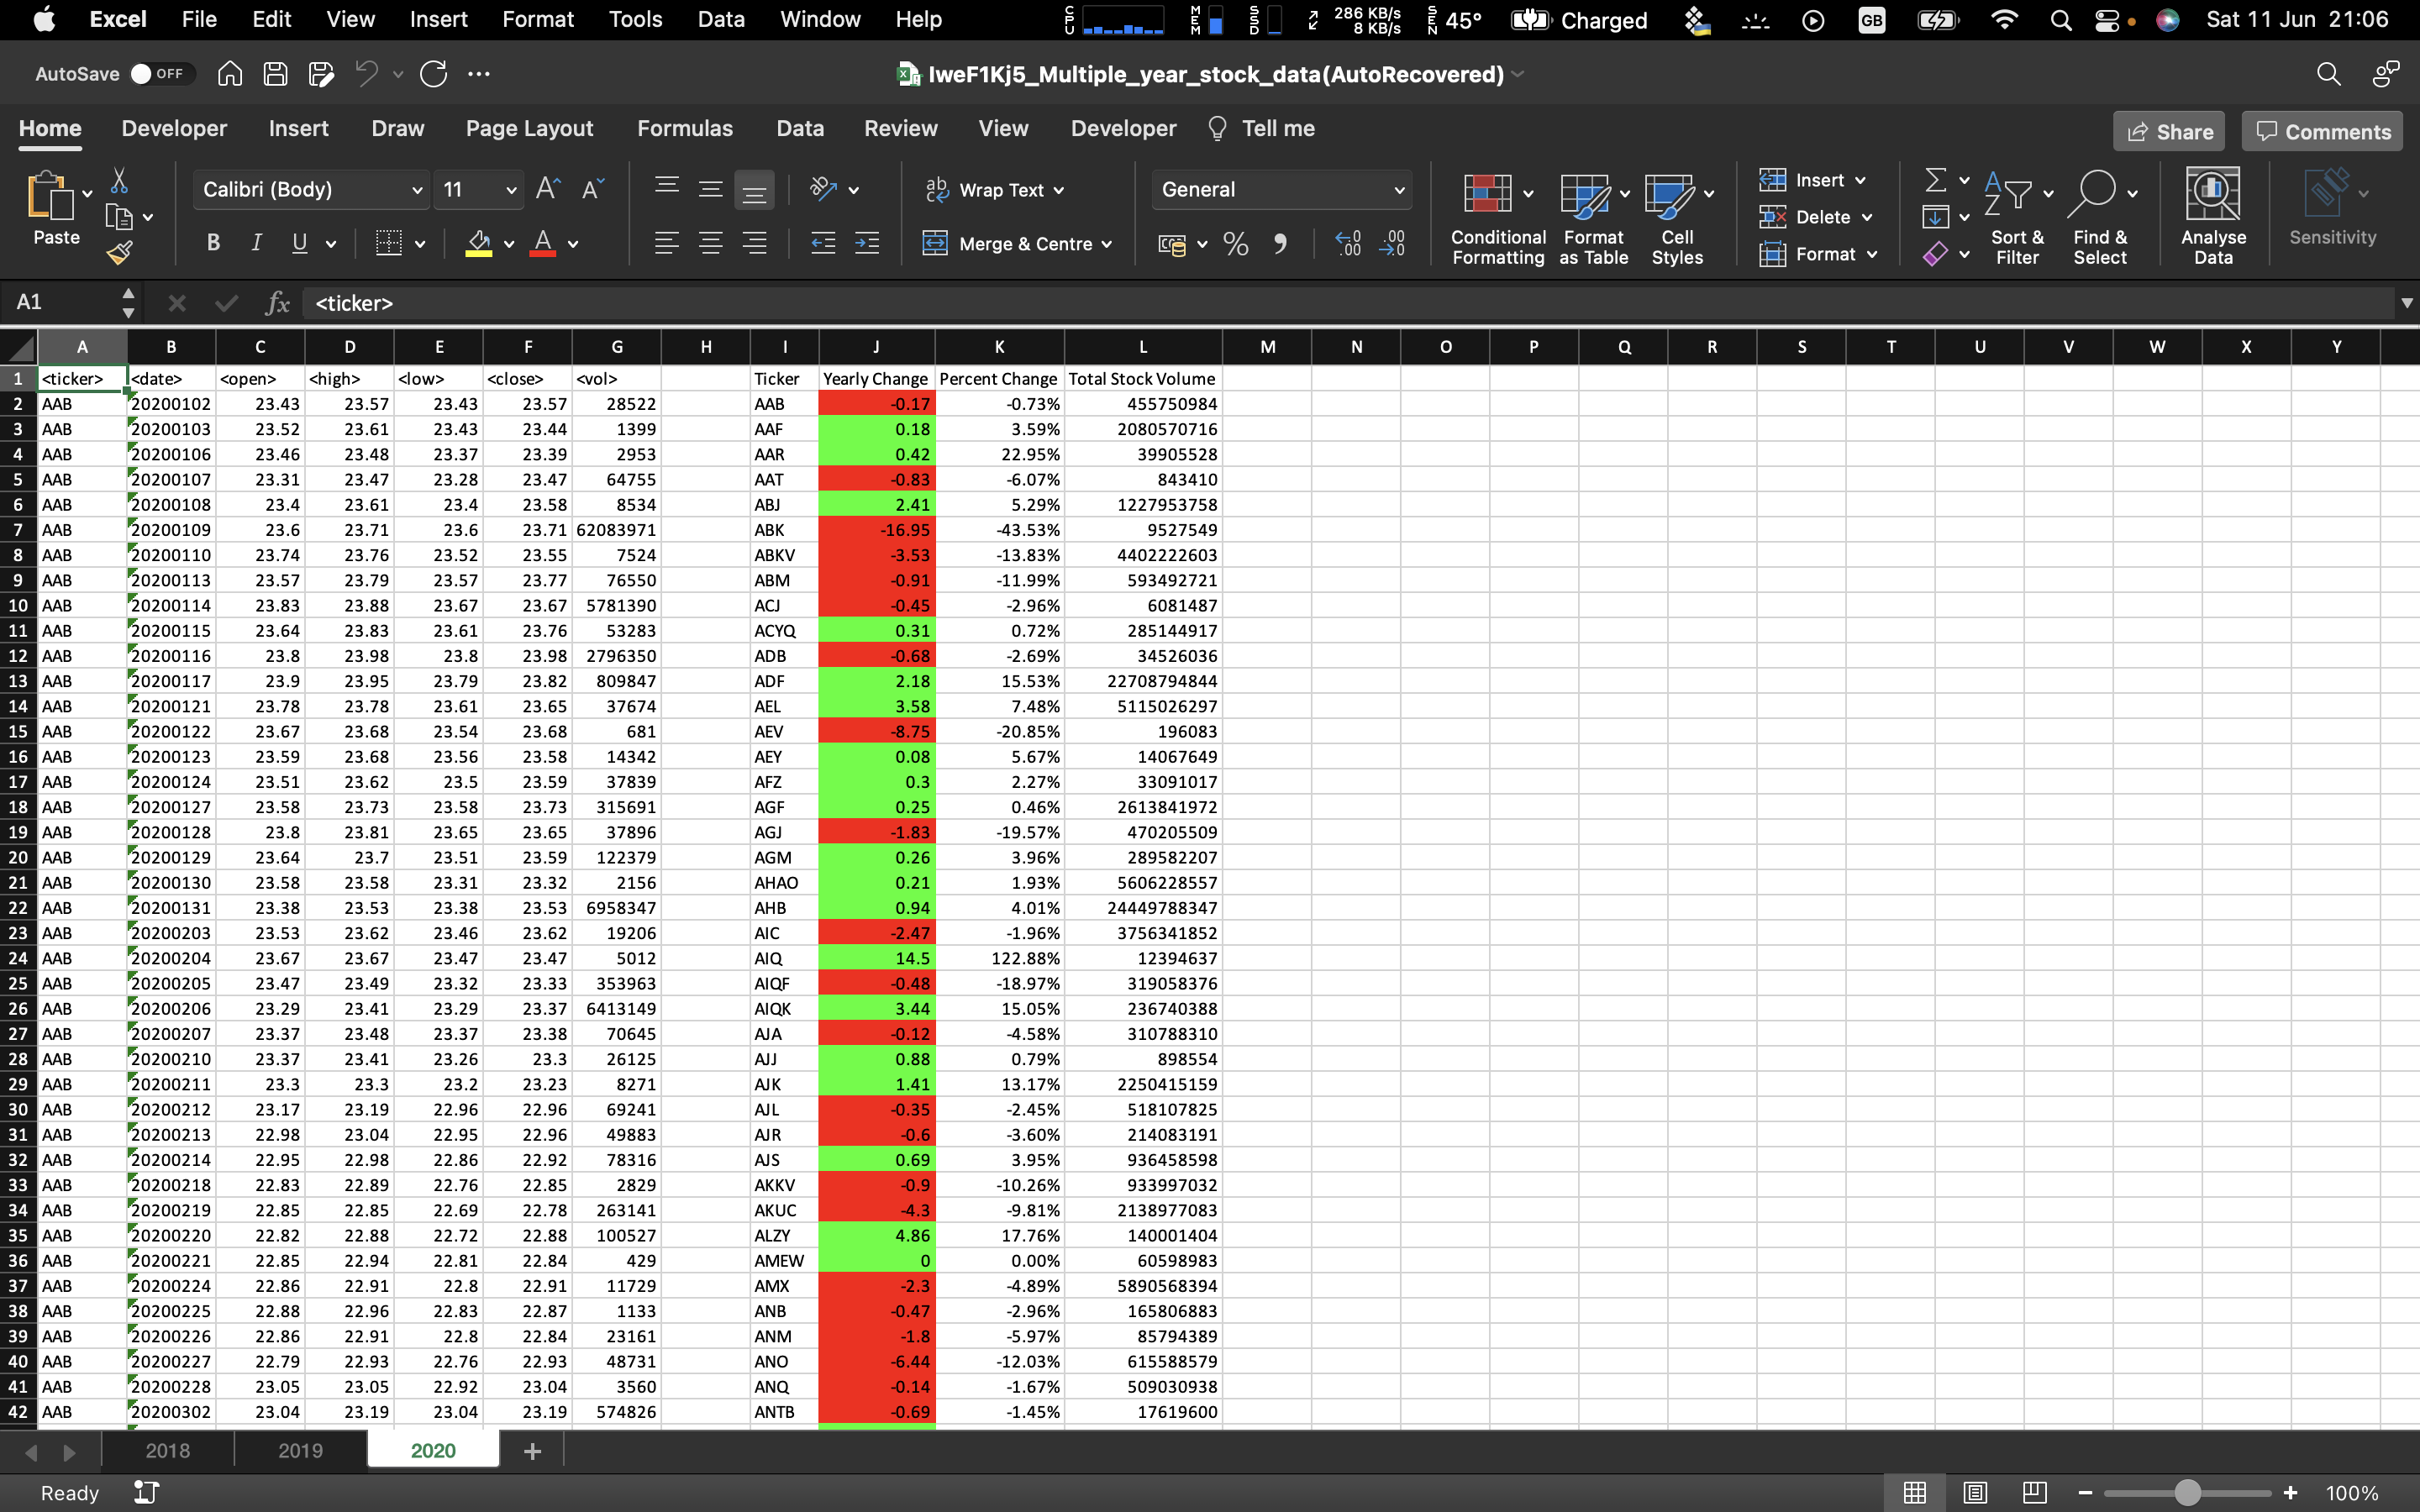 Excel File Edit View Insert Format Tools Data Window Help CPU MEM SSD 286 KB/s 8 KB/s SEN 45° Charged GB Sat 11 Jun 21:06
AutoSave OFF IweF1Kj5_Multiple_year_stock_data(AutoRecovered)
Home Developer Insert Draw Page Layout Formulas Data Review View Developer Tell me Share Comments
Paste Calibri (Body) 11 Wrap Text General Insert
B I U A Merge & Centre % Conditional Formatting Format as Table Cell Styles Delete Format Sort & Filter Find & Select Analyse Data Sensitivity
A1 fx <ticker>
A B C D E F G H I J K L M N O P Q R S T U V W X Y
1 <ticker> <date> <open> <high> <low> <close> <vol> Ticker Yearly Change Percent Change Total Stock Volume
2 AAB 20200102 23.43 23.57 23.43 23.57 28522 AAB -0.17 -0.73% 455750984
3 AAB 20200103 23.52 23.61 23.43 23.44 1399 AAF 0.18 3.59% 2080570716
4 AAB 20200106 23.46 23.48 23.37 23.39 2953 AAR 0.42 22.95% 39905528
5 AAB 20200107 23.31 23.47 23.28 23.47 64755 AAT -0.83 -6.07% 843410
6 AAB 20200108 23.4 23.61 23.4 23.58 8534 ABJ 2.41 5.29% 1227953758
7 AAB 20200109 23.6 23.71 23.6 23.71 62083971 ABK -16.95 -43.53% 9527549
8 AAB 20200110 23.74 23.76 23.52 23.55 7524 ABKV -3.53 -13.83% 4402222603
9 AAB 20200113 23.57 23.79 23.57 23.77 76550 ABM -0.91 -11.99% 593492721
10 AAB 20200114 23.83 23.88 23.67 23.67 5781390 ACJ -0.45 -2.96% 6081487
11 AAB 20200115 23.64 23.83 23.61 23.76 53283 ACYQ 0.31 0.72% 285144917
12 AAB 20200116 23.8 23.98 23.8 23.98 2796350 ADB -0.68 -2.69% 34526036
13 AAB 20200117 23.9 23.95 23.79 23.82 809847 ADF 2.18 15.53% 22708794844
14 AAB 20200121 23.78 23.78 23.61 23.65 37674 AEL 3.58 7.48% 5115026297
15 AAB 20200122 23.67 23.68 23.54 23.68 681 AEV -8.75 -20.85% 196083
16 AAB 20200123 23.59 23.68 23.56 23.58 14342 AEY 0.08 5.67% 14067649
17 AAB 20200124 23.51 23.62 23.5 23.59 37839 AFZ 0.3 2.27% 33091017
18 AAB 20200127 23.58 23.73 23.58 23.73 315691 AGF 0.25 0.46% 2613841972
19 AAB 20200128 23.8 23.81 23.65 23.65 37896 AGJ -1.83 -19.57% 470205509
20 AAB 20200129 23.64 23.7 23.51 23.59 122379 AGM 0.26 3.96% 289582207
21 AAB 20200130 23.58 23.58 23.31 23.32 2156 AHAO 0.21 1.93% 5606228557
22 AAB 20200131 23.38 23.53 23.38 23.53 6958347 AHB 0.94 4.01% 24449788347
23 AAB 20200203 23.53 23.62 23.46 23.62 19206 AIC -2.47 -1.96% 3756341852
24 AAB 20200204 23.67 23.67 23.47 23.47 5012 AIQ 14.5 122.88% 12394637
25 AAB 20200205 23.47 23.49 23.32 23.33 353963 AIQF -0.48 -18.97% 319058376
26 AAB 20200206 23.29 23.41 23.29 23.37 6413149 AIQK 3.44 15.05% 236740388
27 AAB 20200207 23.37 23.48 23.37 23.38 70645 AJA -0.12 -4.58% 310788310
28 AAB 20200210 23.37 23.41 23.26 23.3 26125 AJJ 0.88 0.79% 898554
29 AAB 20200211 23.3 23.3 23.2 23.23 8271 AJK 1.41 13.17% 2250415159
30 AAB 20200212 23.17 23.19 22.96 22.96 69241 AJL -0.35 -2.45% 518107825
31 AAB 20200213 22.98 23.04 22.95 22.96 49883 AJR -0.6 -3.60% 214083191
32 AAB 20200214 22.95 22.98 22.86 22.92 78316 AJS 0.69 3.95% 936458598
33 AAB 20200218 22.83 22.89 22.76 22.85 2829 AKKV -0.9 -10.26% 933997032
34 AAB 20200219 22.85 22.85 22.69 22.78 263141 AKUC -4.3 -9.81% 2138977083
35 AAB 20200220 22.82 22.88 22.72 22.88 100527 ALZY 4.86 17.76% 140001404
36 AAB 20200221 22.85 22.94 22.81 22.84 429 AMEW 0 0.00% 60598983
37 AAB 20200224 22.86 22.91 22.8 22.91 11729 AMX -2.3 -4.89% 5890568394
38 AAB 20200225 22.88 22.96 22.83 22.87 1133 ANB -0.47 -2.96% 165806883
39 AAB 20200226 22.86 22.91 22.8 22.84 23161 ANM -1.8 -5.97% 85794389
40 AAB 20200227 22.79 22.93 22.76 22.93 48731 ANO -6.44 -12.03% 615588579
41 AAB 20200228 23.05 23.05 22.92 23.04 3560 ANQ -0.14 -1.67% 509030938
42 AAB 20200302 23.04 23.19 23.04 23.19 574826 ANTB -0.69 -1.45% 17619600
2018 2019 2020
Ready 100%